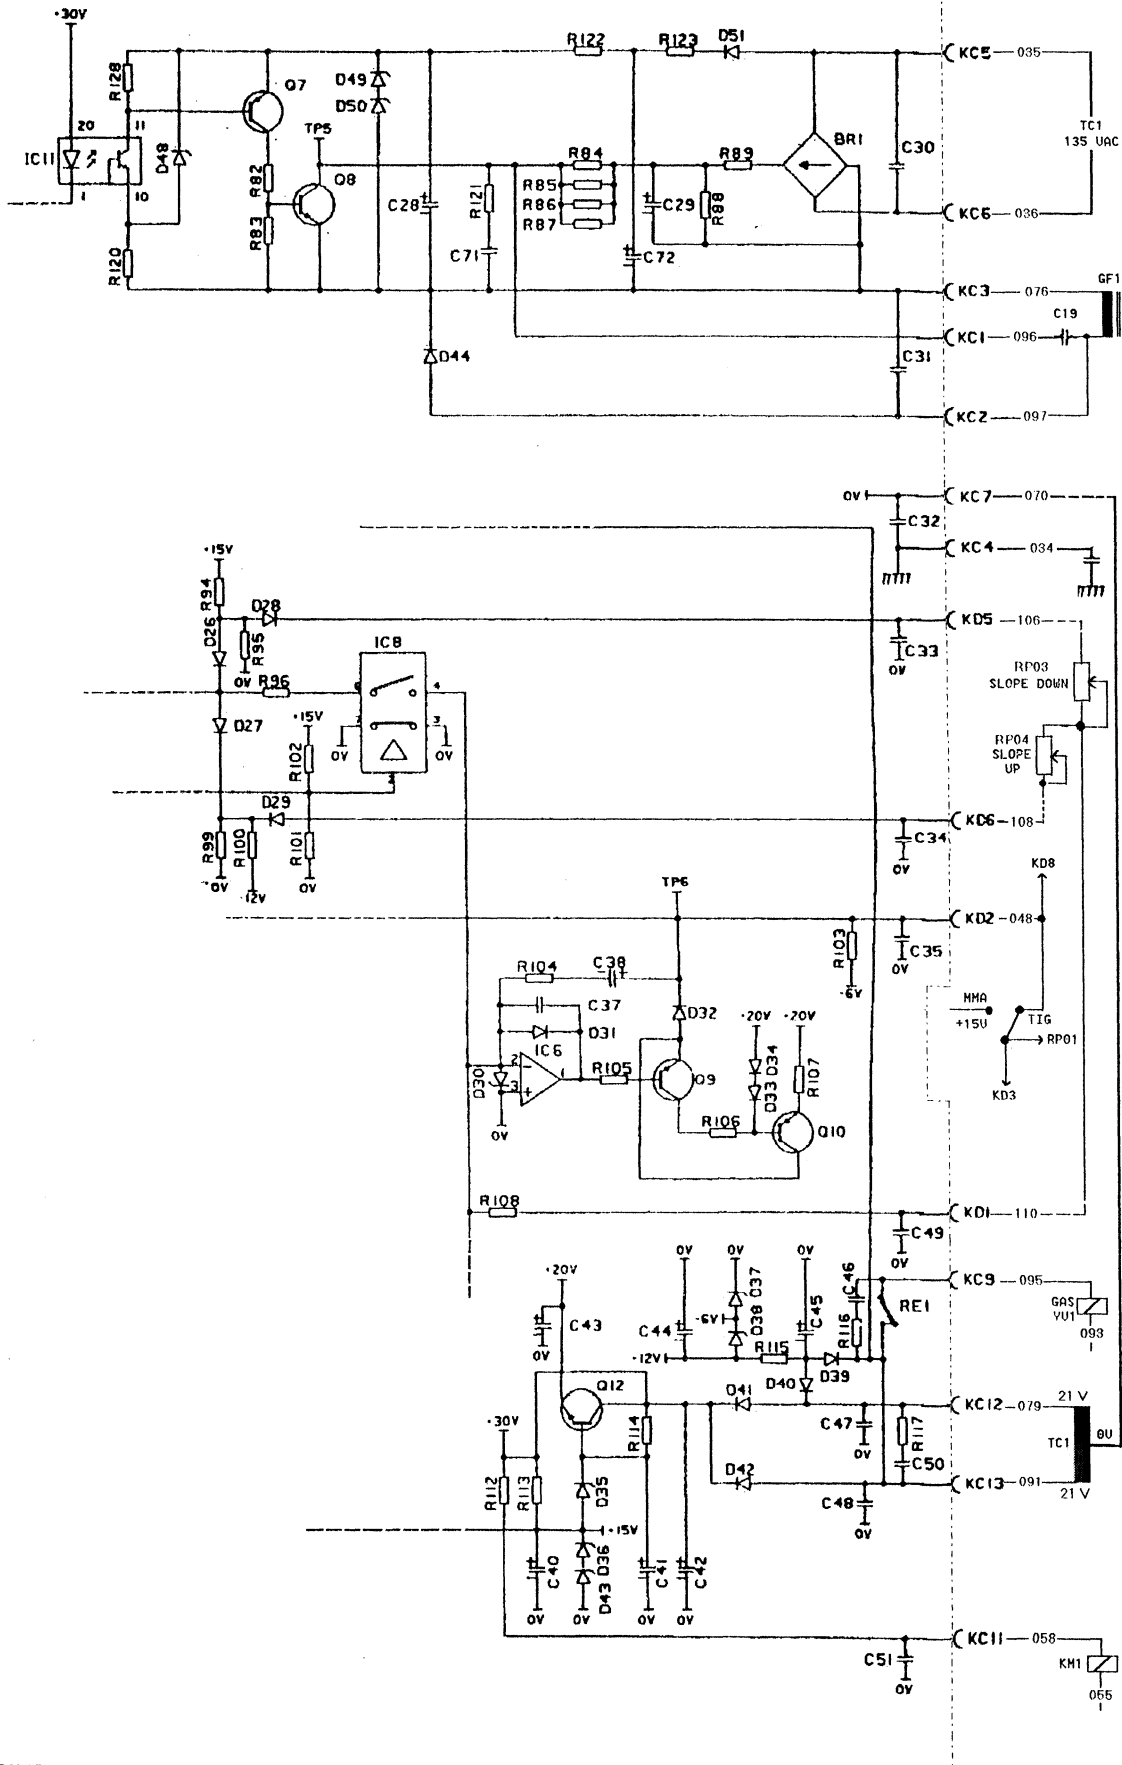 +30V
R122
R123
D51
KC5
035
R128
Q7
D49
D50
TP5
20
11
IC11
D48
BR1
C30
TC1
135 VAC
R84
R89
R82
Q8
R85
R86
R87
1
10
C28
R121
C29
R88
KC6
036
R83
R120
C71
C72
KC3
076
GF1
C19
KC1
096
D44
C31
KC2
097
0V
KC7
070
C32
KC4
034
+15V
R94
D28
KD5
106
D26
R95
0V
C33
0V
IC8
RP03
SLOPE DOWN
R96
6
4
D27
+15V
7
3
0V
0V
R102
RP04
SLOPE
UP
2
D29
KD6
108
R99
R100
R101
C34
0V
0V
-12V
0V
KD8
TP6
KD2
048
R103
C35
0V
-6V
R104
C38
C37
D31
D32
MMA
+15V
TIG
RP01
+20V
+20V
IC6
2
3
1
D30
R105
Q9
D34
D33
R107
KD3
0V
R106
Q10
R108
KD1
110
C49
0V
0V
0V
0V
+20V
D37
D38
C45
C46
KC9
095
RE1
GAS
YV1
093
C43
0V
C44
-6V
R116
R115
-12V
D39
D40
Q12
D41
21 V
KC12
079
+30V
R114
C47
0V
R117
TC1
0V
D42
C50
KC13
091
21 V
R112
R113
D35
C48
0V
+15V
C40
D36
D43
C41
C42
0V
0V
0V
0V
KC11
058
C51
0V
KM1
055